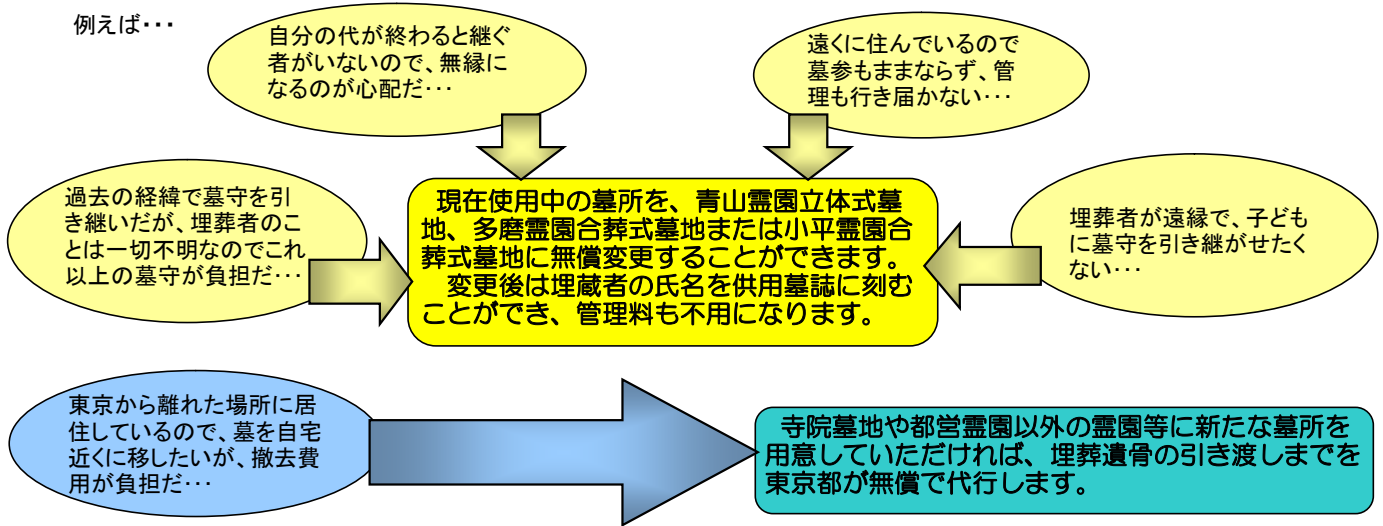 例えば･･･
自分の代が終わると継ぐ
者がいないので、無縁に
なるのが心配だ･･･
遠くに住んでいるので
墓参もままならず、管
理も行き届かない･･･
過去の経緯で墓守を引
き継いだが、埋葬者のこ
とは一切不明なのでこれ
以上の墓守が負担だ･･･
現在使用中の墓所を、青山霊園立体式墓
地、多磨霊園合葬式墓地または小平霊園合
葬式墓地に無償変更することができます。
変更後は埋蔵者の氏名を供用墓誌に刻む
ことができ、管理料も不用になります。
埋葬者が遠縁で、子ども
に墓守を引き継がせたく
ない･･･
東京から離れた場所に居
住しているので、墓を自宅
近くに移したいが、撤去費
用が負担だ･･･
寺院墓地や都営霊園以外の霊園等に新たな墓所を
用意していただければ、埋葬遺骨の引き渡しまでを
東京都が無償で代行します。